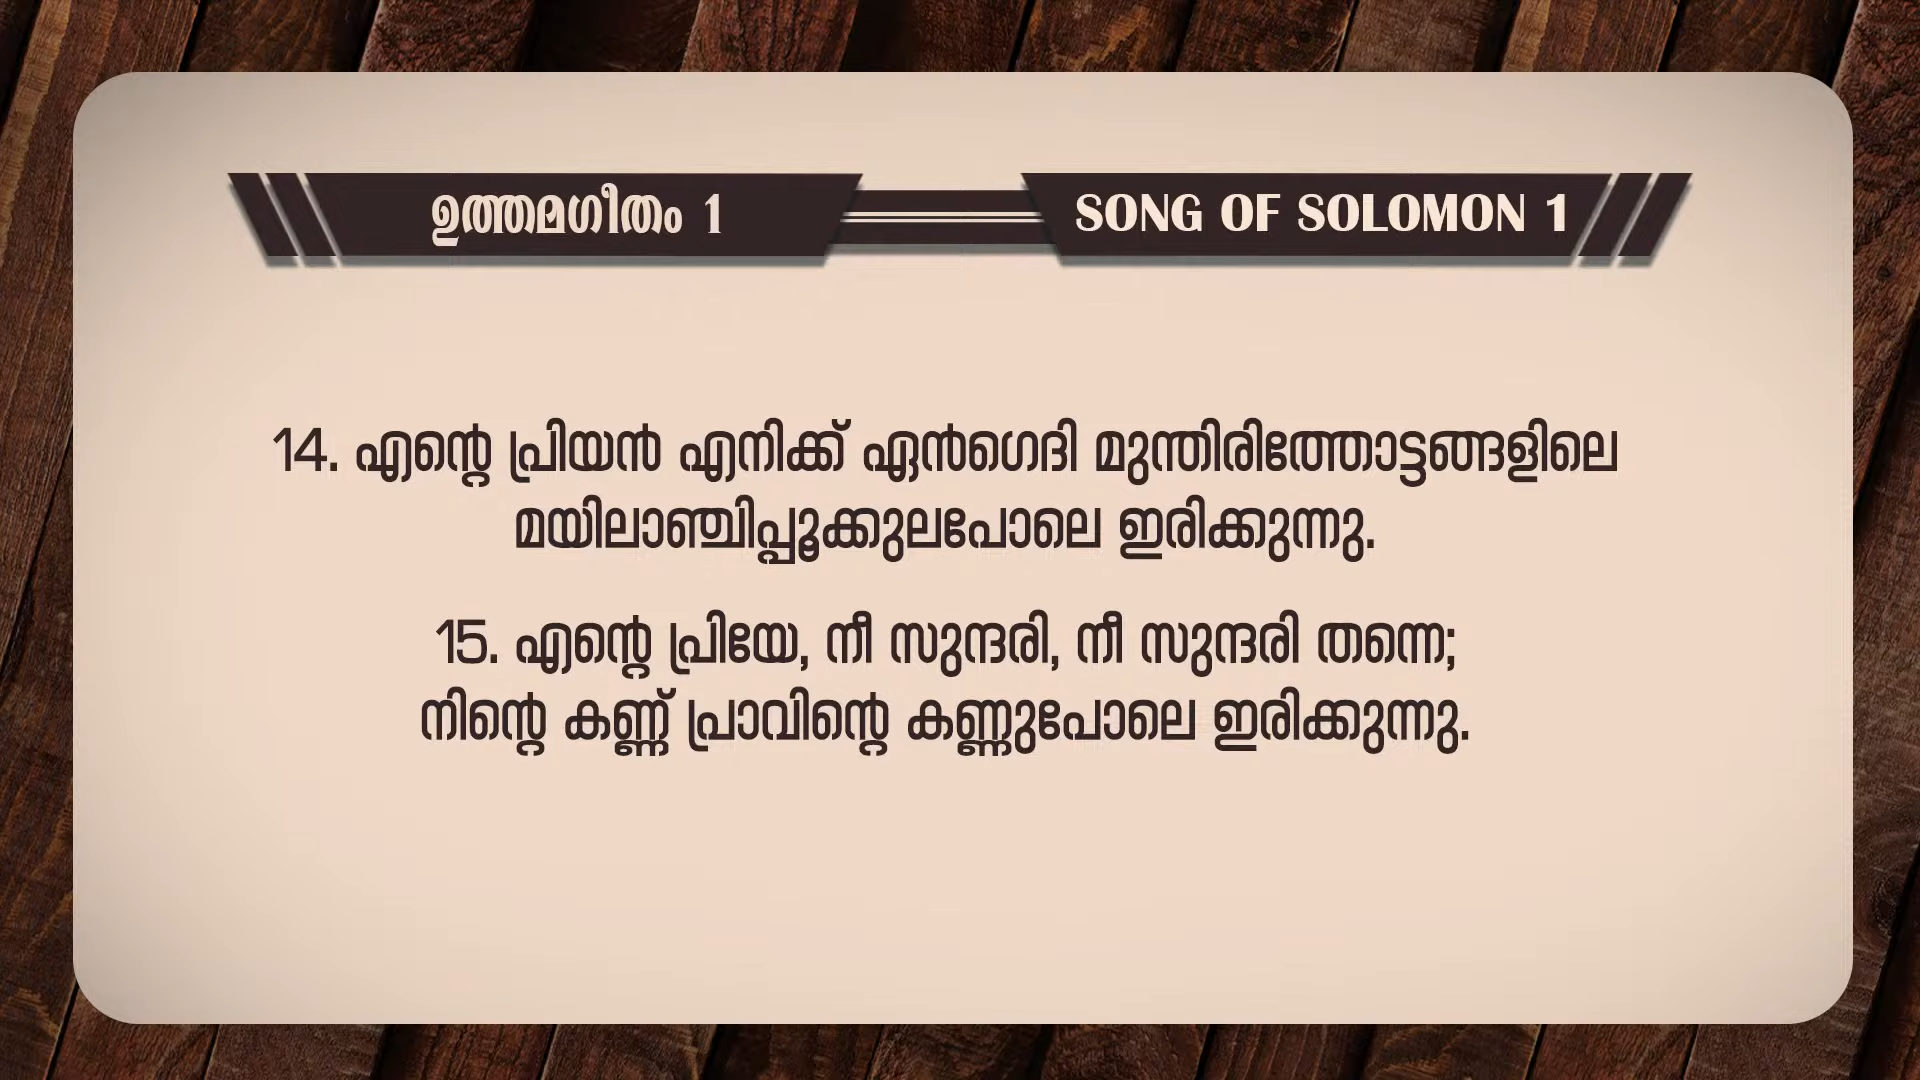 ഉത്തമഗീതം 1
SONG OF SOLOMON 1
14. എന്റെ പ്രിയൻ എനിക്ക് ഏൻഗെദി മുന്തിരിത്തോട്ടങ്ങളിലെ
മയിലാഞ്ചിപ്പൂക്കുലപോലെ ഇരിക്കുന്നു.
15. എന്റെ പ്രിയേ, നീ സുന്ദരി, നീ സുന്ദരി തന്നെ;
നിന്റെ കണ്ണ് പ്രാവിന്റെ കണ്ണുപോലെ ഇരിക്കുന്നു.